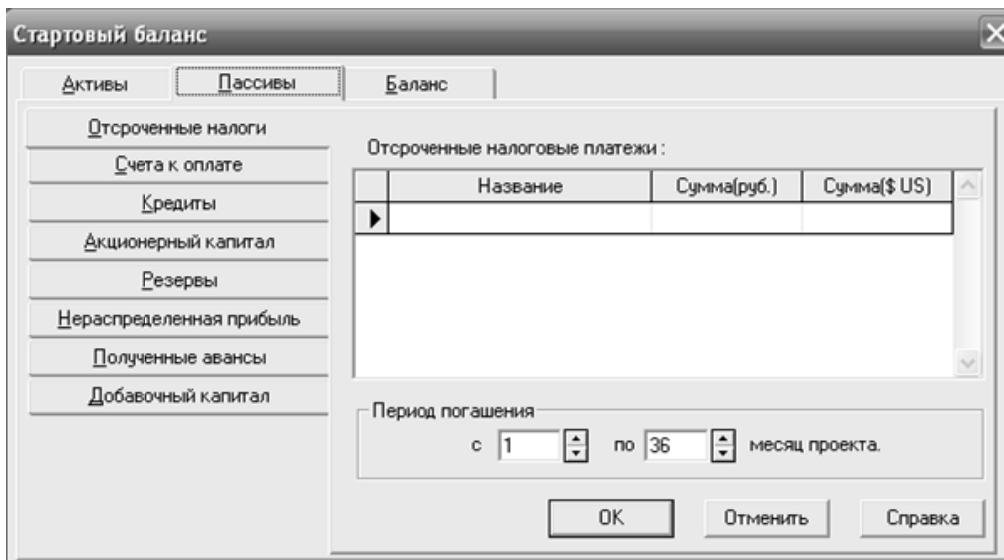 Стартовый баланс
Активы Пассивы Баланс
Отсроченные налоги
Счета к оплате
Кредиты
Акционерный капитал
Резервы
Нераспределенная прибыль
Полученные авансы
Добавочный капитал
Отсроченные налоговые платежи :
Название Сумма(руб.) Сумма($ US)
Период погашения
с 1 по 36 месяц проекта.
OK Отменить Справка